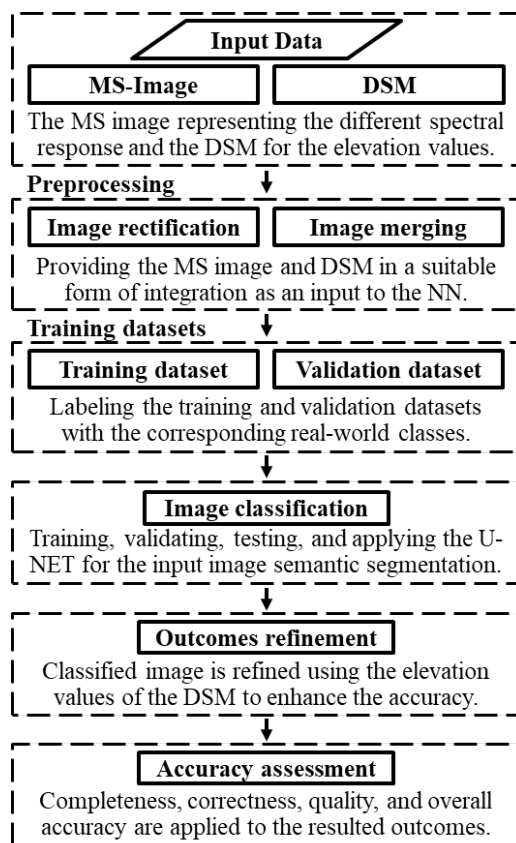 Input Data
MS-Image
DSM
The MS image representing the different spectral
response and the DSM for the elevation values.
Preprocessing
Image rectification
Image merging
Providing the MS image and DSM in a suitable
form of integration as an input to the NN.
Training datasets
Training dataset
Validation dataset
Labeling the training and validation datasets
with the corresponding real-world classes.
Image classification
Training, validating, testing, and applying the U-
NET for the input image semantic segmentation.
Outcomes refinement
Classified image is refined using the elevation
values of the DSM to enhance the accuracy.
Accuracy assessment
Completeness, correctness, quality, and overall
accuracy are applied to the resulted outcomes.